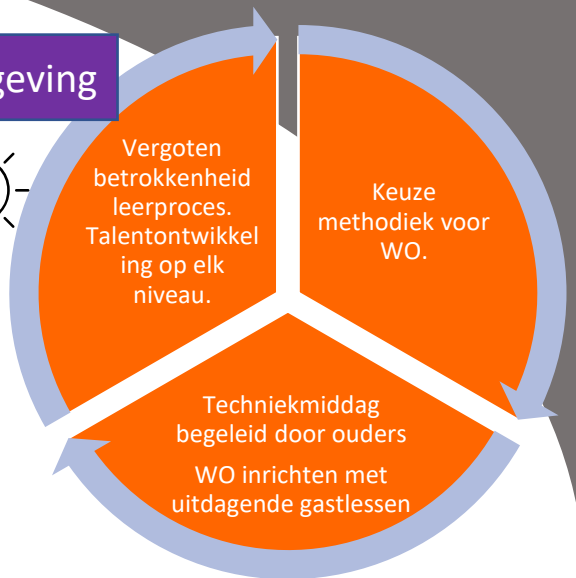 geving
Vergoten
betrokkenheid
leerproces.
Talentontwikkel
ing op elk
niveau.
Keuze
methodiek voor
WO.
Techniekmiddag
begeleid door ouders
WO inrichten met
uitdagende gastlessen